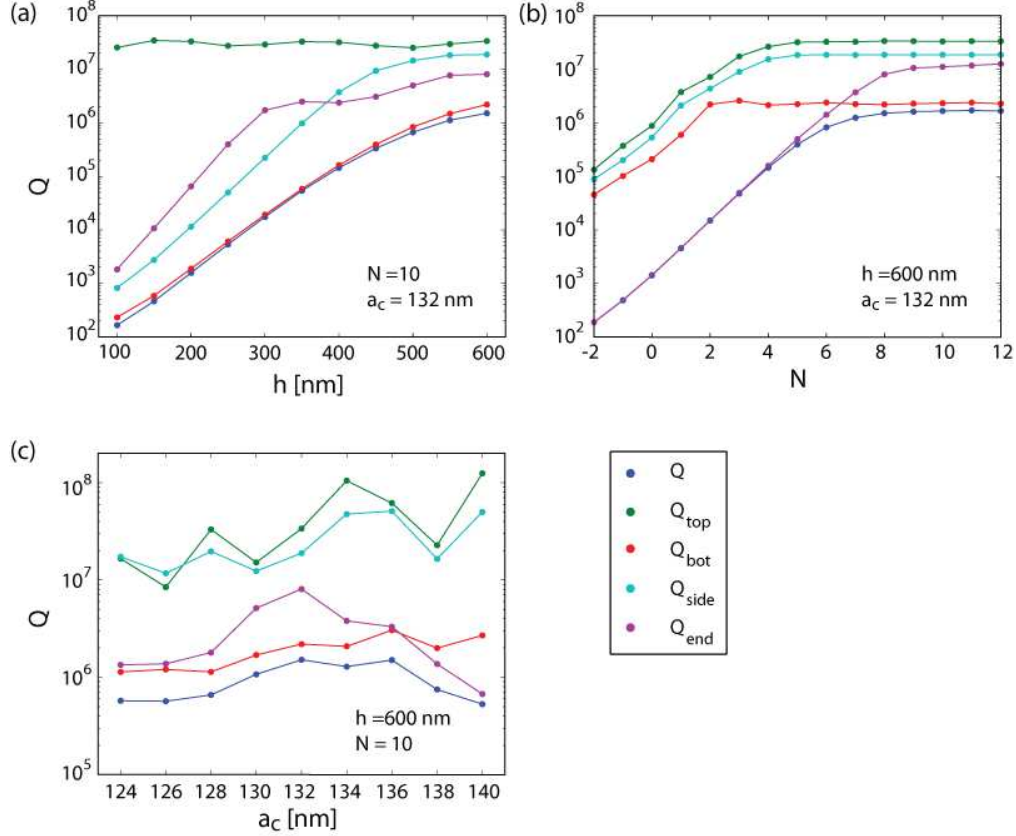 (a)
Q
10^8
10^7
10^6
10^5
10^4
10^3
10^2
100 200 300 400 500 600
h [nm]
N =10
a_c = 132 nm
(b)
10^8
10^7
10^6
10^5
10^4
10^3
10^2
-2 0 2 4 6 8 10 12
N
h =600 nm
a_c = 132 nm
(c)
Q
10^8
10^7
10^6
10^5
124 126 128 130 132 134 136 138 140
a_c [nm]
h =600 nm
N = 10
Q
Q_top
Q_bot
Q_side
Q_end